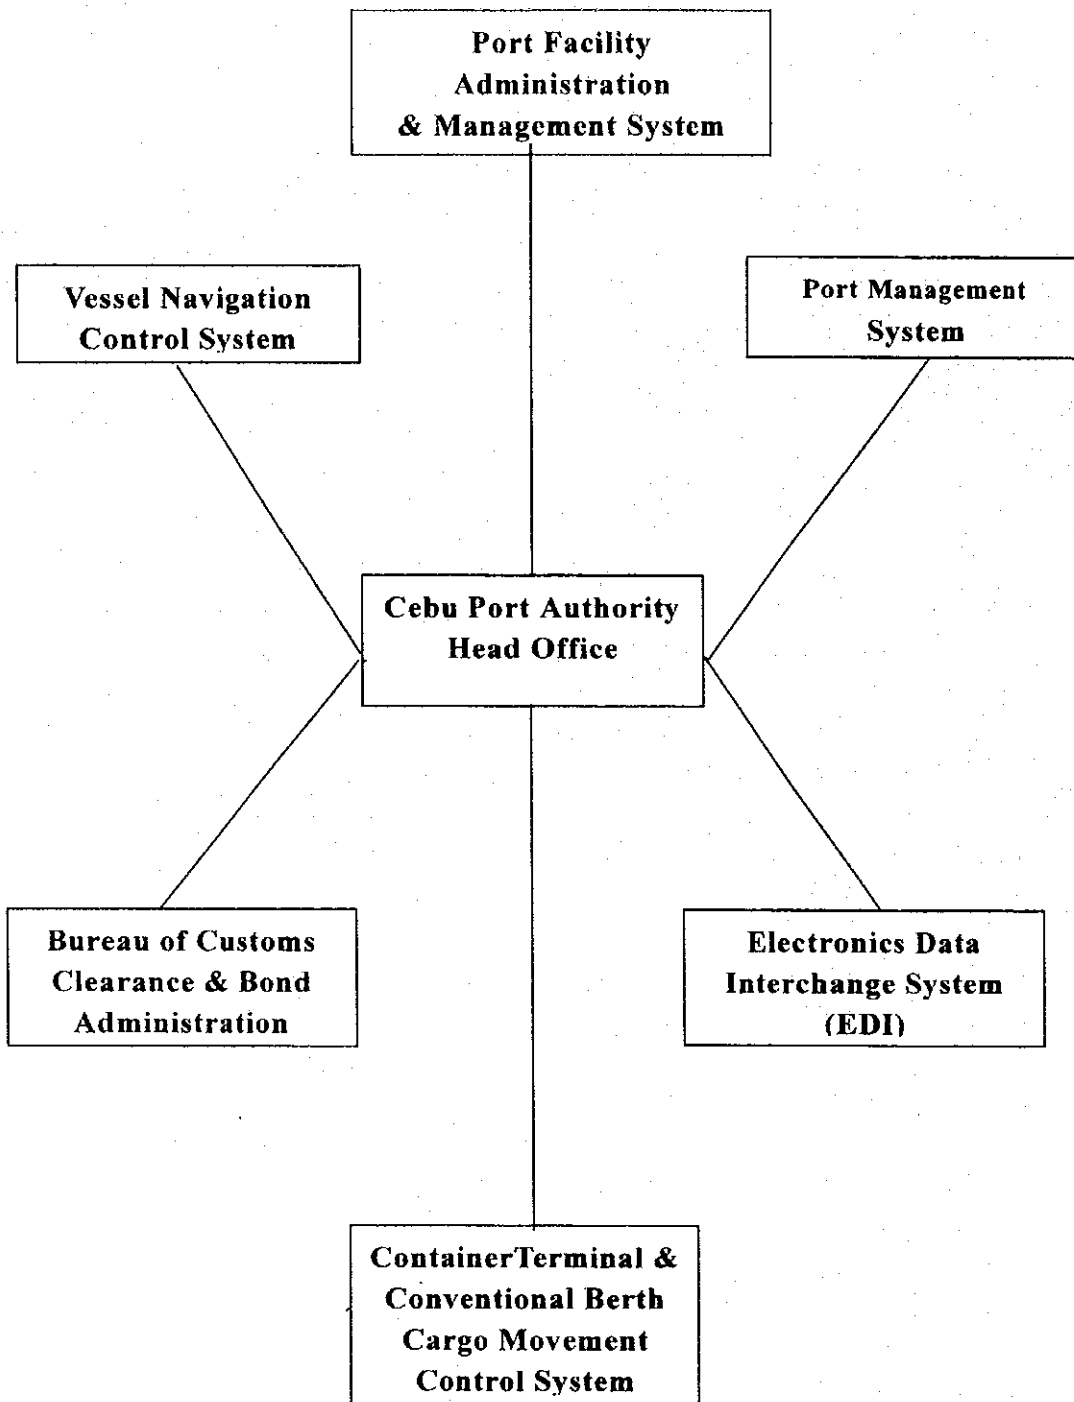 Port Facility
Administration
& Management System
Vessel Navigation
Control System
Port Management
System
Cebu Port Authority
Head Office
Bureau of Customs
Clearance & Bond
Administration
Electronics Data
Interchange System
(EDI)
ContainerTerminal &
Conventional Berth
Cargo Movement
Control System